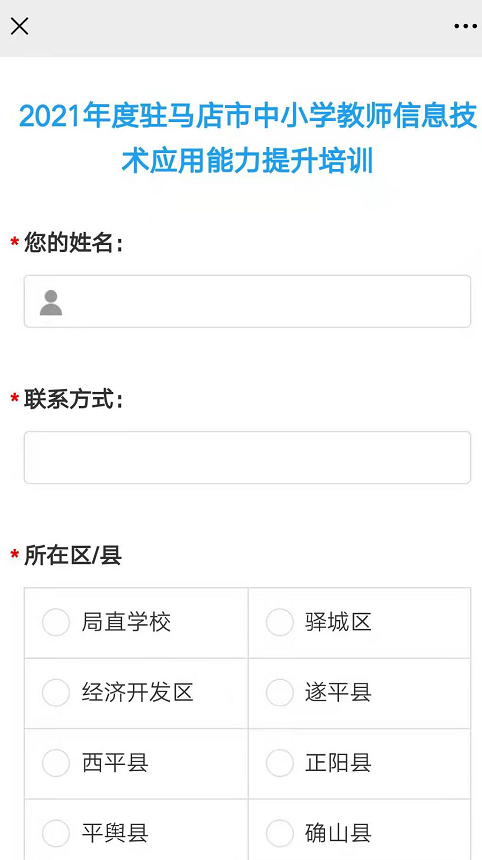 2021年度驻马店市中小学教师信息技
术应用能力提升培训
*您的姓名：
*联系方式：
*所在区/县
局直学校 驿城区
经济开发区 遂平县
西平县 正阳县
平舆县 确山县